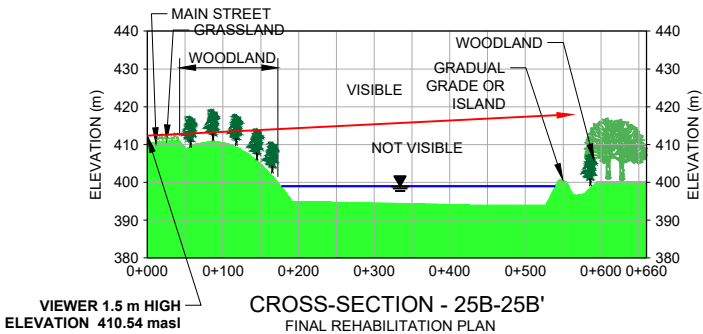 MAIN STREET
GRASSLAND
440
440
WOODLAND
WOODLAND
430
430
VISIBLE
GRADUAL
GRADE OR
ISLAND
420
420
ELEVATION (m)
ELEVATION (m)
NOT VISIBLE
410
410
400
400
390
390
380
380
0+000
0+100
0+200
0+300
0+400
0+500
0+600
0+660
VIEWER 1.5 m HIGH
ELEVATION 410.54 masl
CROSS-SECTION - 25B-25B'
FINAL REHABILITATION PLAN